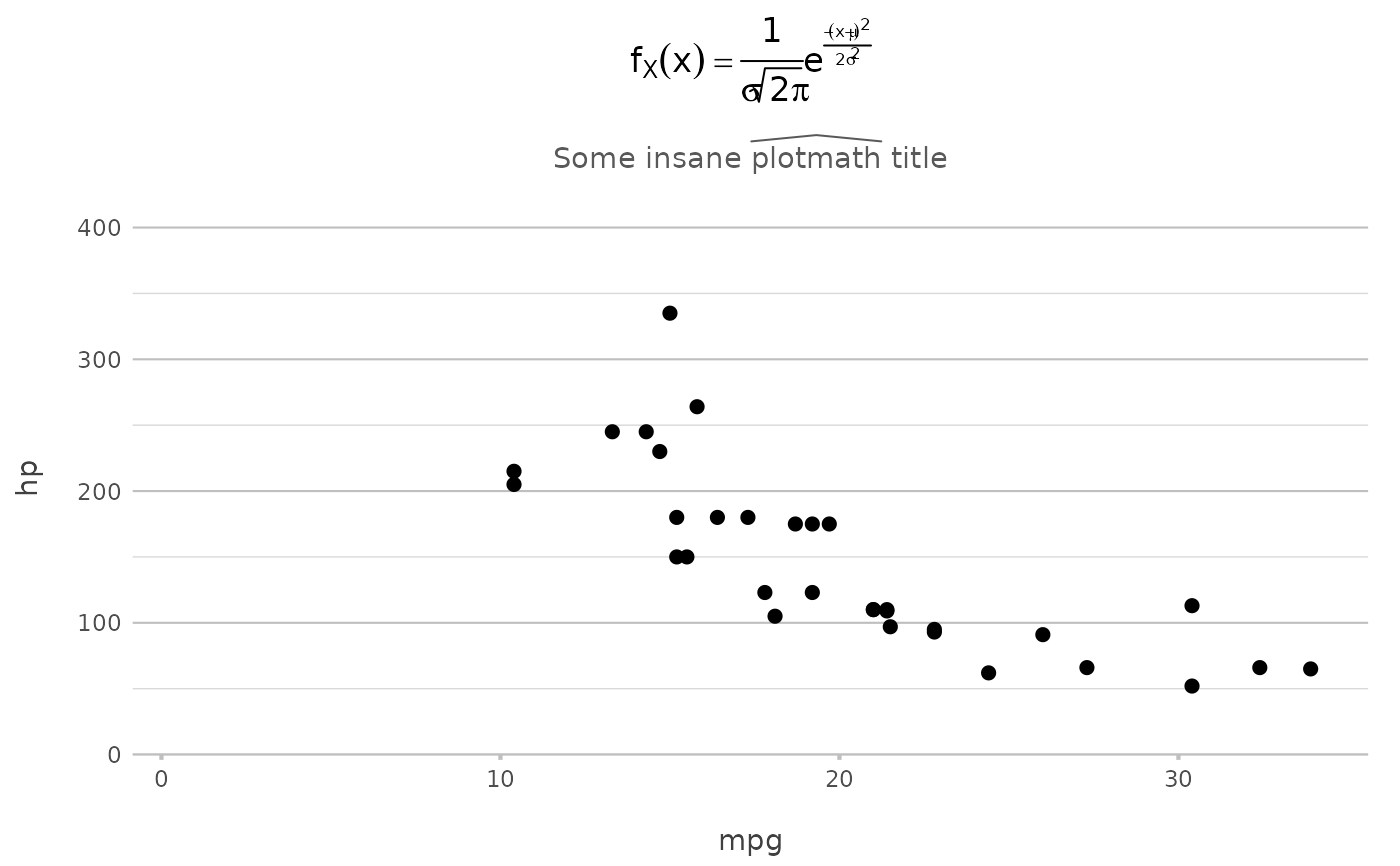 f_X(x) = 1/(σ√2π) e^(−(x−μ)²/2σ²)
Some insane plotmath title
400
300
200
100
0
0 10 20 30
hp
mpg